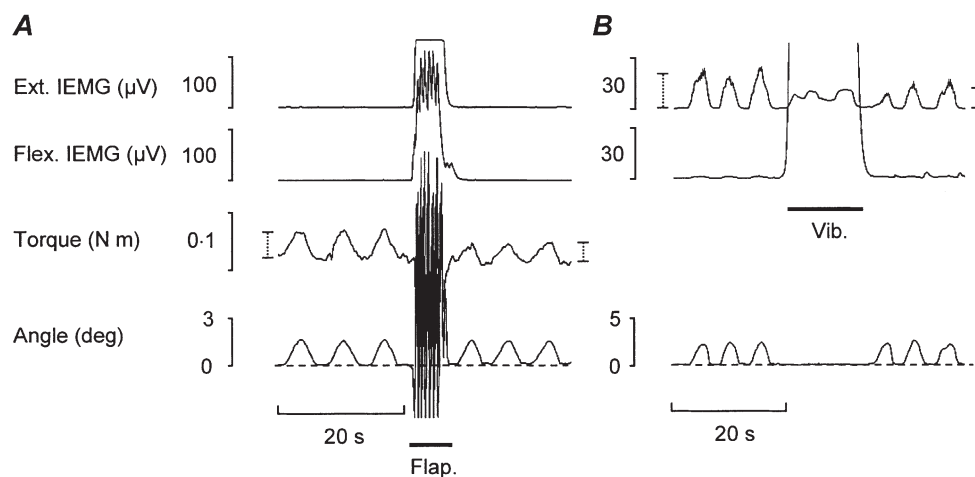 A
B
Ext. IEMG (µV)
100
30
Flex. IEMG (µV)
100
30
Torque (N m)
0·1
Vib.
Angle (deg)
3
0
5
0
20 s
20 s
Flap.